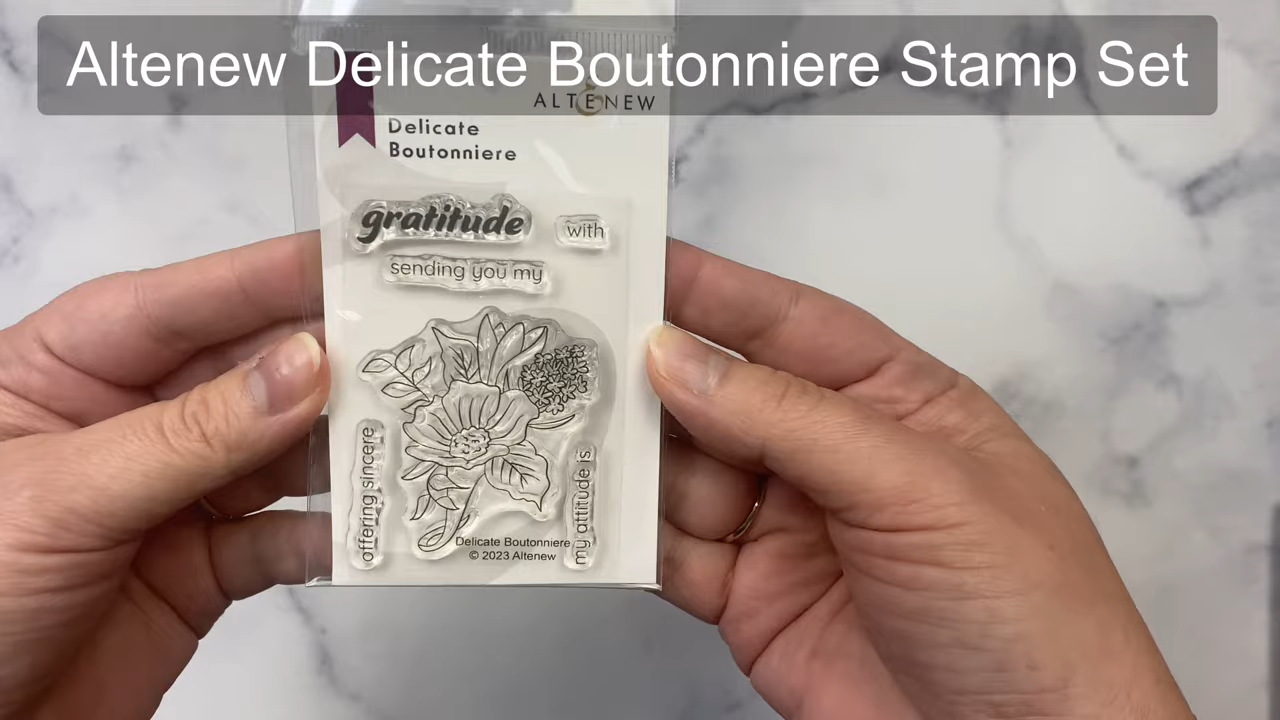 Altenew Delicate Boutonniere Stamp Set
ALTENEW
Delicate
Boutonniere
gratitude
with
sending you my
offering sincere
my attitude is
Delicate Boutonniere
© 2023 Altenew